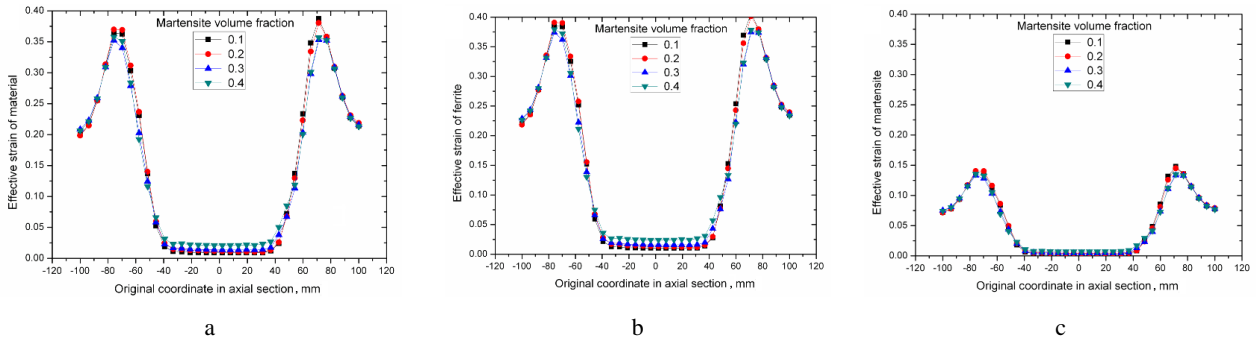 Martensite volume fraction
0.1
0.2
0.3
0.4
Effective strain of material
0.40
0.35
0.30
0.25
0.20
0.15
0.10
0.05
0.00
-120 -100 -80 -60 -40 -20 0 20 40 60 80 100 120
Original coordinate in axial section , mm
a
Martensite volume fraction
0.1
0.2
0.3
0.4
Effective strain of ferrite
0.40
0.35
0.30
0.25
0.20
0.15
0.10
0.05
0.00
-120 -100 -80 -60 -40 -20 0 20 40 60 80 100 120
Original coordinate in axial section , mm
b
Martensite volume fraction
0.1
0.2
0.3
0.4
Effective strain of martensite
0.40
0.35
0.30
0.25
0.20
0.15
0.10
0.05
0.00
-120 -100 -80 -60 -40 -20 0 20 40 60 80 100 120
Original coordinate in axial section , mm
c